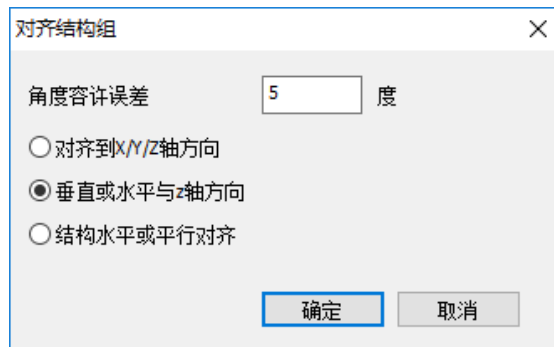 对齐结构组
角度容许误差 5 度
对齐到X/Y/Z轴方向
垂直或水平与z轴方向
结构水平或平行对齐
确定 取消